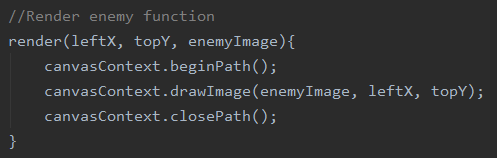 //Render enemy function
render(leftX, topY, enemyImage){
    canvasContext.beginPath();
    canvasContext.drawImage(enemyImage, leftX, topY);
    canvasContext.closePath();
}